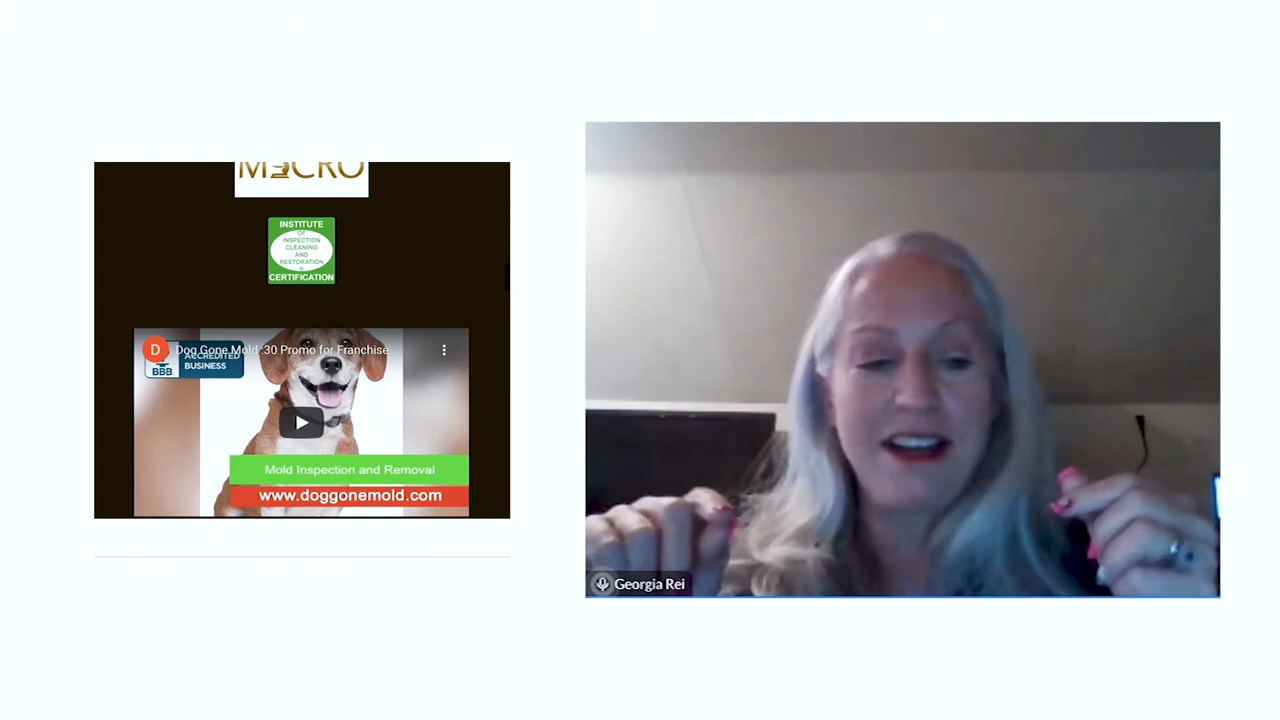 MICRO
INSTITUTE
OF
INSPECTION
CLEANING
AND
RESTORATION
®
CERTIFICATION
D
Dog Gone Mold :30 Promo for Franchise
ACCREDITED
BBB
BUSINESS
Mold Inspection and Removal
www.doggonemold.com
Georgia Rei